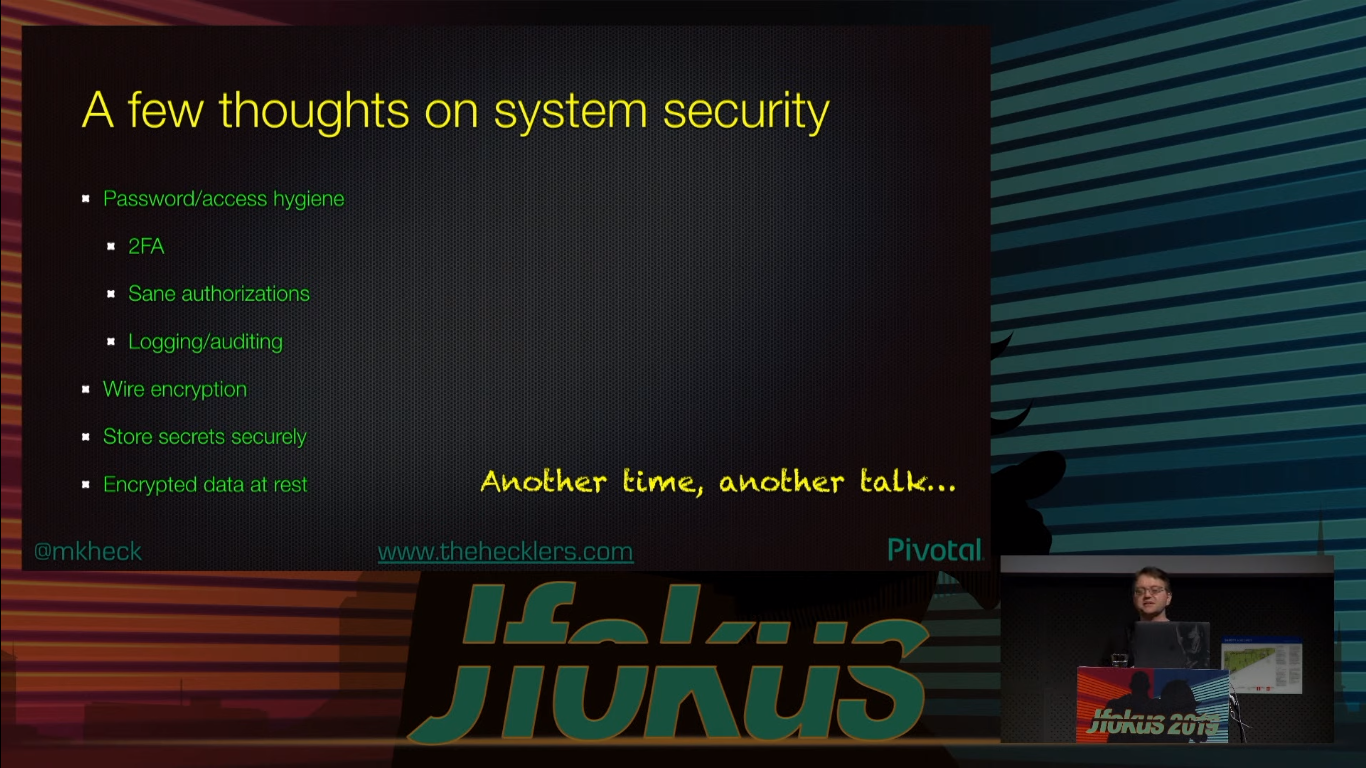 A few thoughts on system security
Password/access hygiene
2FA
Sane authorizations
Logging/auditing
Wire encryption
Store secrets securely
Encrypted data at rest
Another time, another talk...
@mkheck
www.thehecklers.com
Pivotal
Jfokus
Jfokus 2019